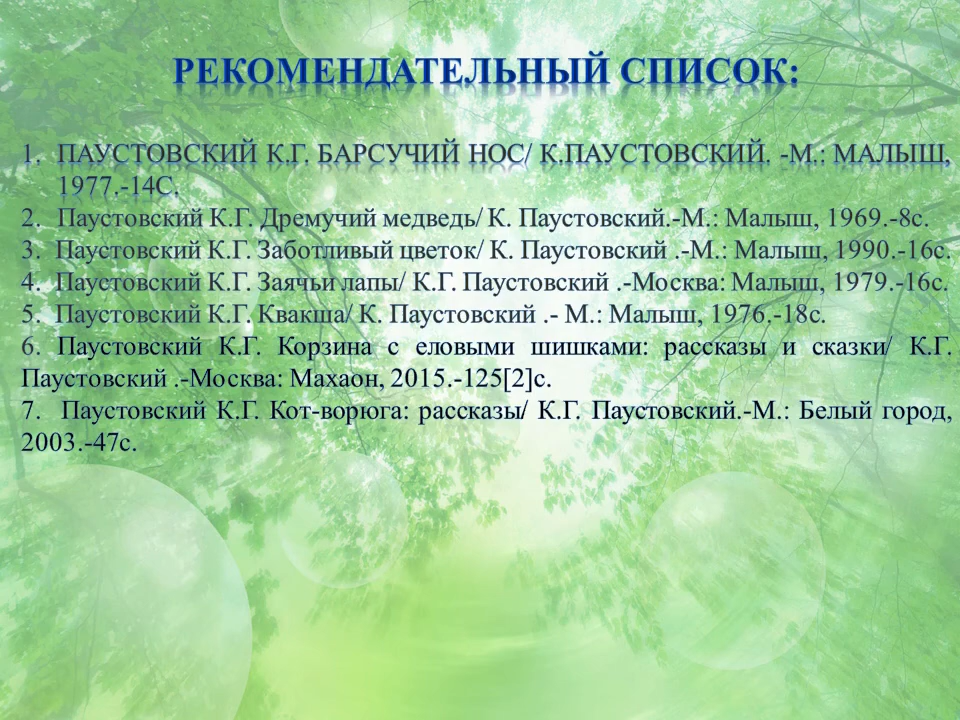 РЕКОМЕНДАТЕЛЬНЫЙ СПИСОК:
1. ПАУСТОВСКИЙ К.Г. БАРСУЧИЙ НОС/ К.ПАУСТОВСКИЙ. -М.: МАЛЫШ,
1977.-14С.
2. Паустовский К.Г. Дремучий медведь/ К. Паустовский.-М.: Малыш, 1969.-8с.
3. Паустовский К.Г. Заботливый цветок/ К. Паустовский .-М.: Малыш, 1990.-16с.
4. Паустовский К.Г. Заячьи лапы/ К.Г. Паустовский .-Москва: Малыш, 1979.-16с.
5. Паустовский К.Г. Квакша/ К. Паустовский .- М.: Малыш, 1976.-18с.
6. Паустовский К.Г. Корзина с еловыми шишками: рассказы и сказки/ К.Г.
Паустовский .-Москва: Махаон, 2015.-125[2]с.
7. Паустовский К.Г. Кот-ворюга: рассказы/ К.Г. Паустовский.-М.: Белый город,
2003.-47с.